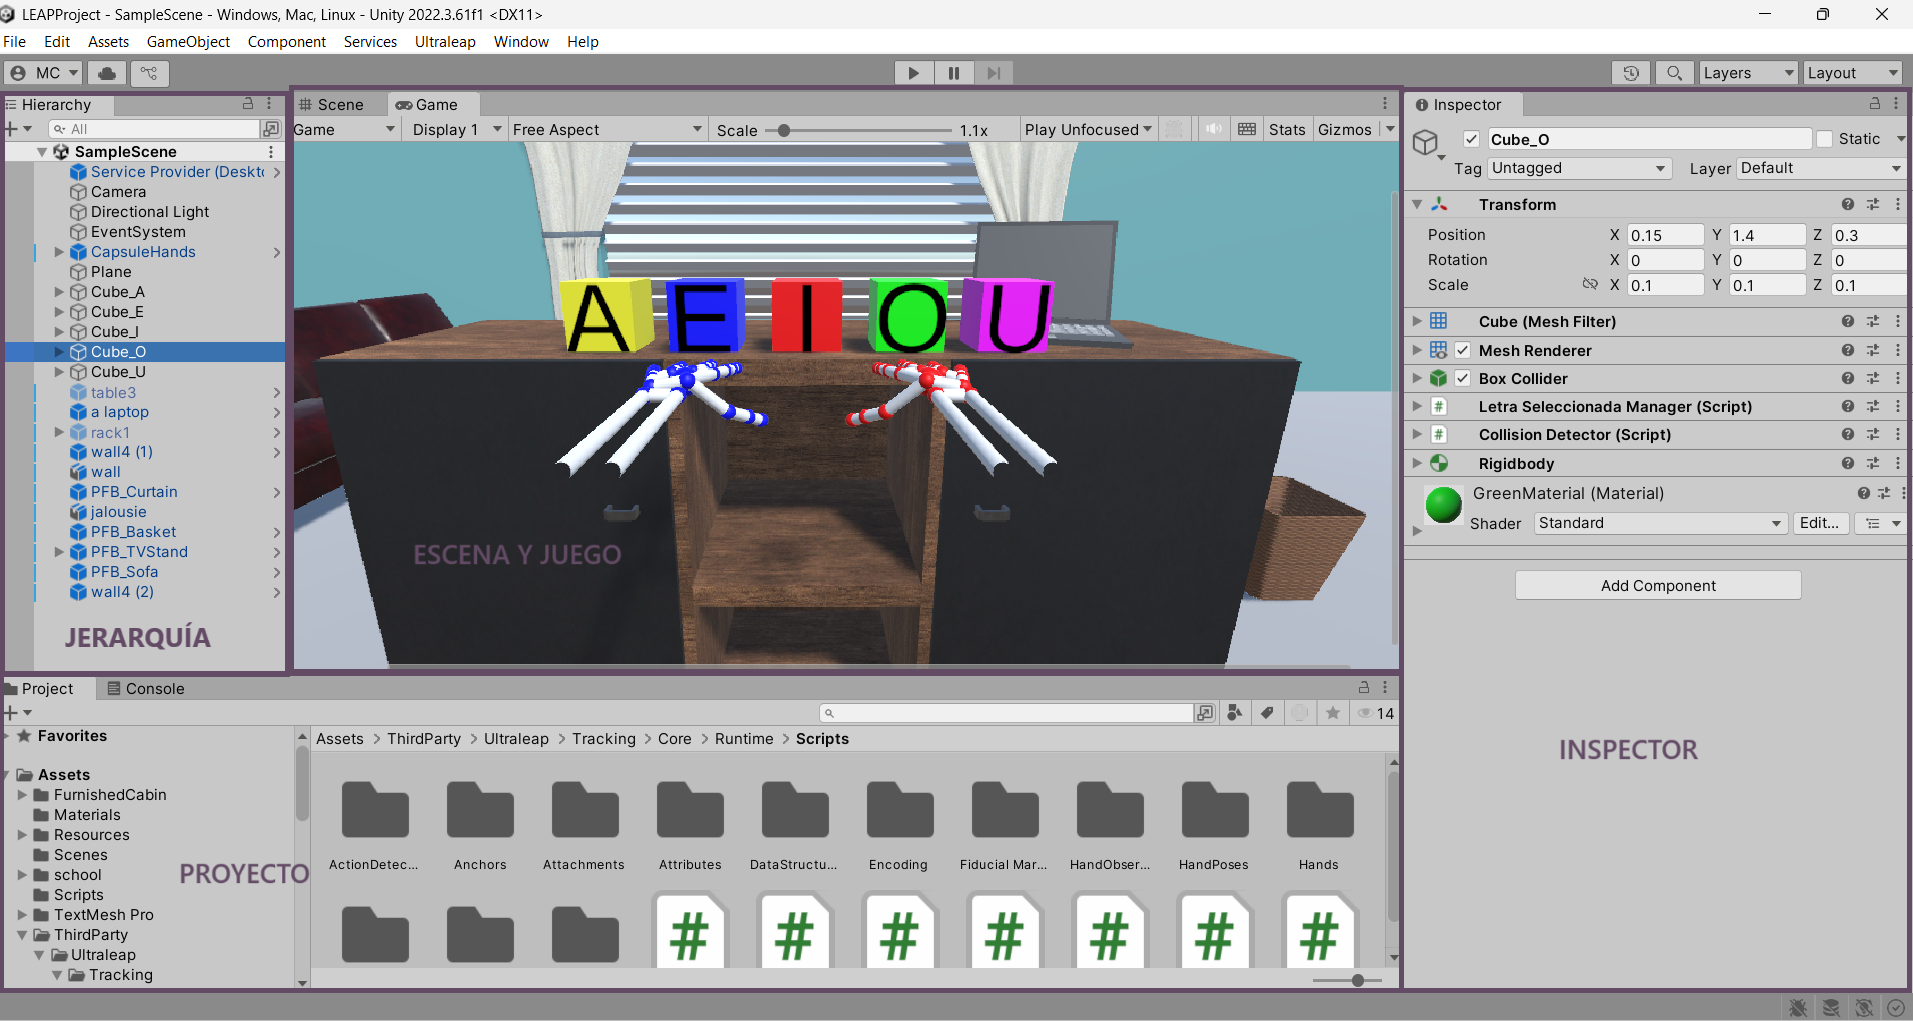 LEAPProject - SampleScene - Windows, Mac, Linux - Unity 2022.3.61f1 <DX11>
File Edit Assets GameObject Component Services Ultraleap Window Help
MC
Layers Layout
Hierarchy
All
SampleScene
Service Provider (Deskt
Camera
Directional Light
EventSystem
CapsuleHands
Plane
Cube_A
Cube_E
Cube_I
Cube_O
Cube_U
table3
a laptop
rack1
wall4 (1)
wall
PFB_Curtain
jalousie
PFB_Basket
PFB_TVStand
PFB_Sofa
wall4 (2)
JERARQUÍA
Scene Game
Game Display 1 Free Aspect Scale 1.1x Play Unfocused Stats Gizmos
A E I O U
ESCENA Y JUEGO
Inspector
Cube_O Static
Tag Untagged Layer Default
Transform
Position X 0.15 Y 1.4 Z 0.3
Rotation X 0 Y 0 Z 0
Scale X 0.1 Y 0.1 Z 0.1
Cube (Mesh Filter)
Mesh Renderer
Box Collider
# Letra Seleccionada Manager (Script)
# Collision Detector (Script)
Rigidbody
GreenMaterial (Material)
Shader Standard Edit...
Add Component
INSPECTOR
Project Console
14
Favorites
Assets
FurnishedCabin
Materials
Resources
Scenes
school
Scripts
TextMesh Pro
ThirdParty
Ultraleap
Tracking
PROYECTO
Assets > ThirdParty > Ultraleap > Tracking > Core > Runtime > Scripts
ActionDetec... Anchors Attachments Attributes DataStructu... Encoding Fiducial Mar... HandObser... HandPoses Hands
# # # # # # #